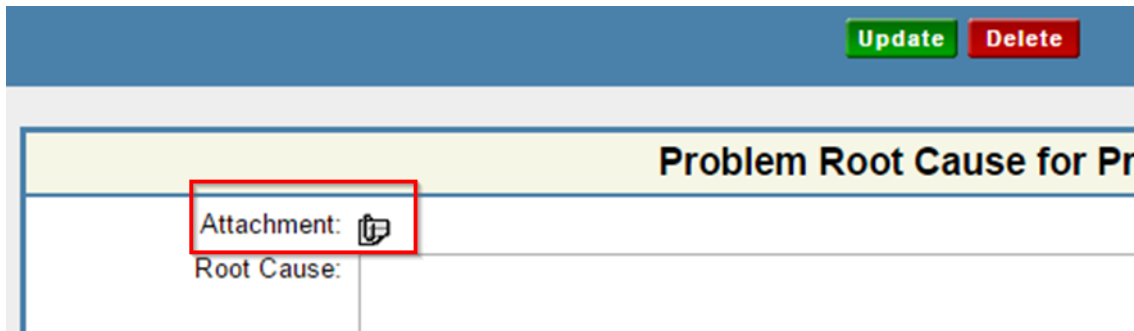 Update Delete
Problem Root Cause for Pr
Attachment:
Root Cause: